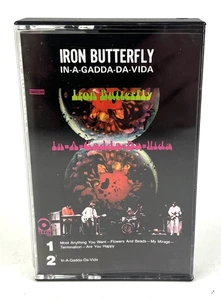 IRON BUTTERFLY
IN-A-GADDA-DA-VIDA
Iron Butterfly
In-A-Gadda-Da-Vida
1
Most Anything You Want—Flowers And Beads—My Mirage—
Termination—Are You Happy
2
In-A-Gadda-Da-Vida